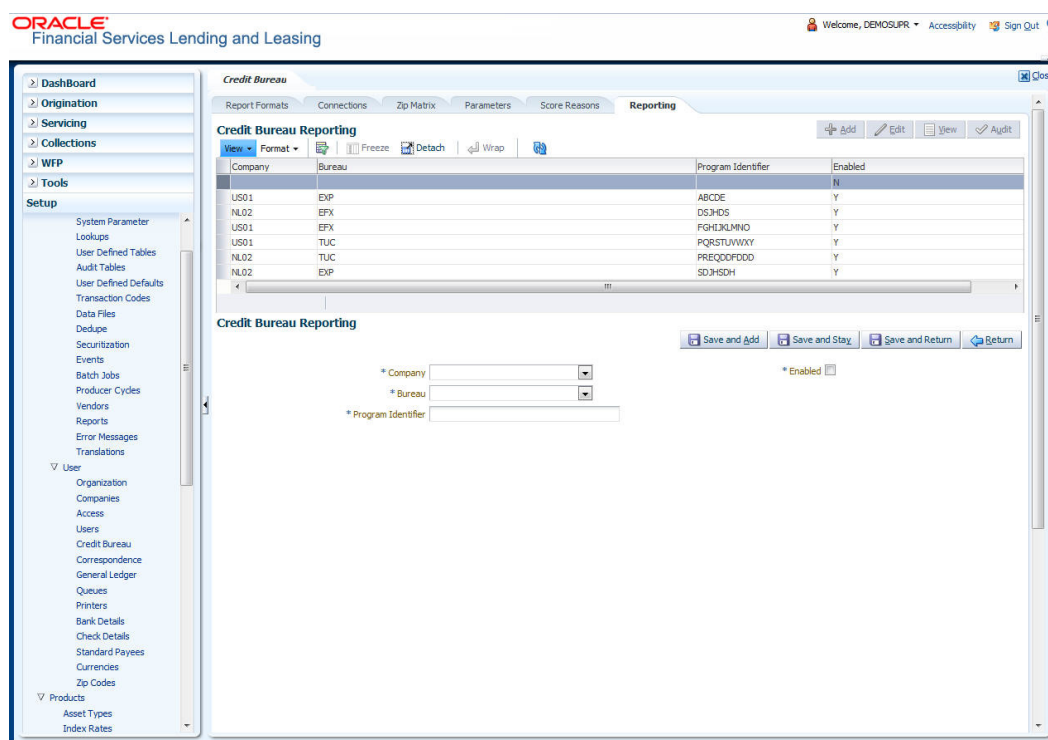 ORACLE
Financial Services Lending and Leasing
Welcome, DEMOSUPR
Accessibility
Sign Out
DashBoard
Origination
Servicing
Collections
WFP
Tools
Setup
System Parameter
Lookups
User Defined Tables
Audit Tables
User Defined Defaults
Transaction Codes
Data Files
Dedupe
Securitization
Events
Batch Jobs
Producer Cycles
Vendors
Reports
Error Messages
Translations
User
Organization
Companies
Access
Users
Credit Bureau
Correspondence
General Ledger
Queues
Printers
Bank Details
Check Details
Standard Payees
Currencies
Zip Codes
Products
Asset Types
Index Rates
Credit Bureau
Clos
Report Formats Connections Zip Matrix Parameters Score Reasons Reporting
Credit Bureau Reporting
Add Edit View Audit
View Format Freeze Detach Wrap
Company Bureau Program Identifier Enabled
N
US01 EXP ABCDE Y
NL02 EFX DSJHDS Y
US01 EFX FGHIJKLMNO Y
US01 TUC PQRSTUVWXY Y
NL02 TUC PREQDDFDDD Y
NL02 EXP SDJHSDH Y
Credit Bureau Reporting
Save and Add Save and Stay Save and Return Return
* Company
* Enabled
* Bureau
* Program Identifier